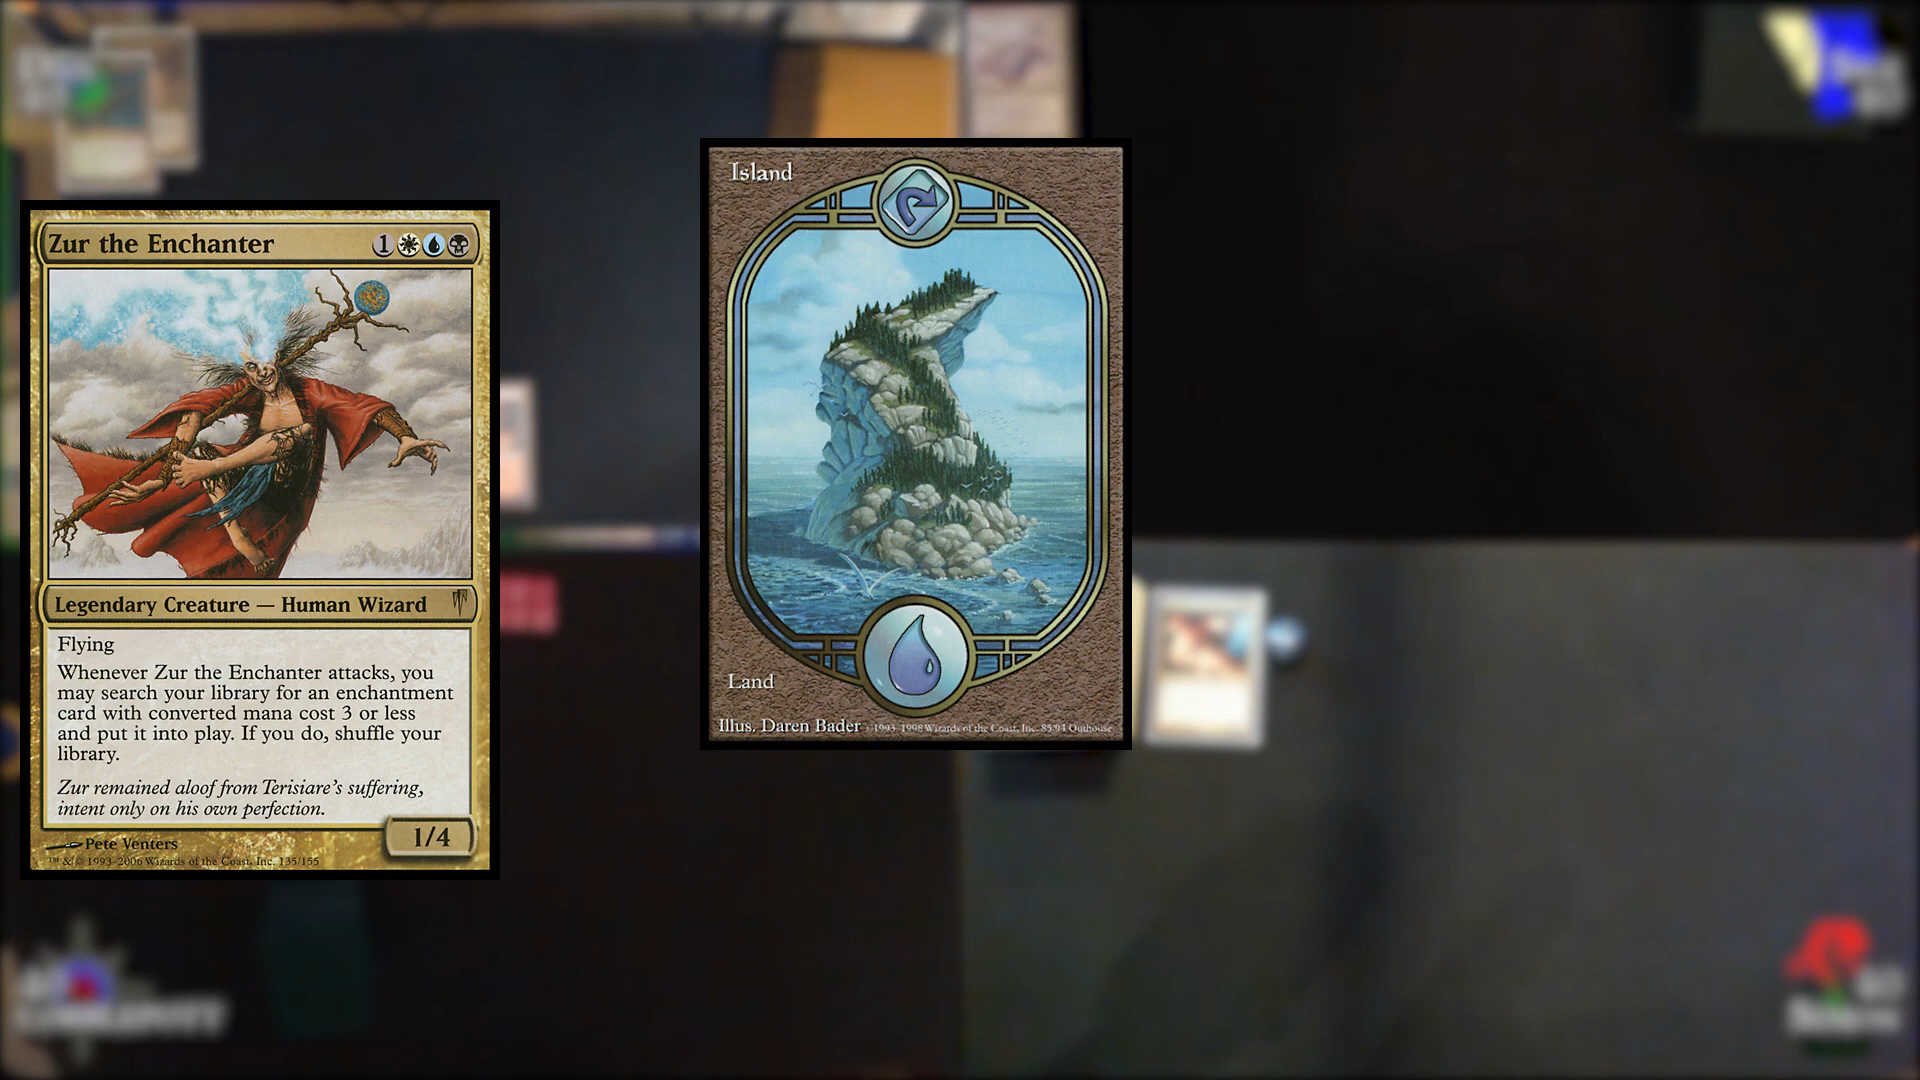 Zur the Enchanter
1
Legendary Creature — Human Wizard
Flying
Whenever Zur the Enchanter attacks, you
may search your library for an enchantment
card with converted mana cost 3 or less
and put it into play. If you do, shuffle your
library.
Zur remained aloof from Terisiare's suffering,
intent only on his own perfection.
1/4
Pete Venters
™ & © 1993–2006 Wizards of the Coast, Inc. 135/155
Island
Land
Illus. Daren Bader © 1993–1998 Wizards of the Coast, Inc. 85/94 Outhouse